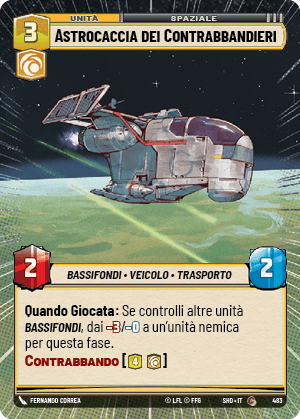 3
UNITÀ
SPAZIALE
ASTROCACCIA DEI CONTRABBANDIERI
2
BASSIFONDI • VEICOLO • TRASPORTO
2
Quando Giocata: Se controlli altre unità
BASSIFONDI, dai -3/-0 a un'unità nemica
per questa fase.
CONTRABBANDO [4]
FERNANDO CORREA
© LFL © FFG
SHD • IT
483